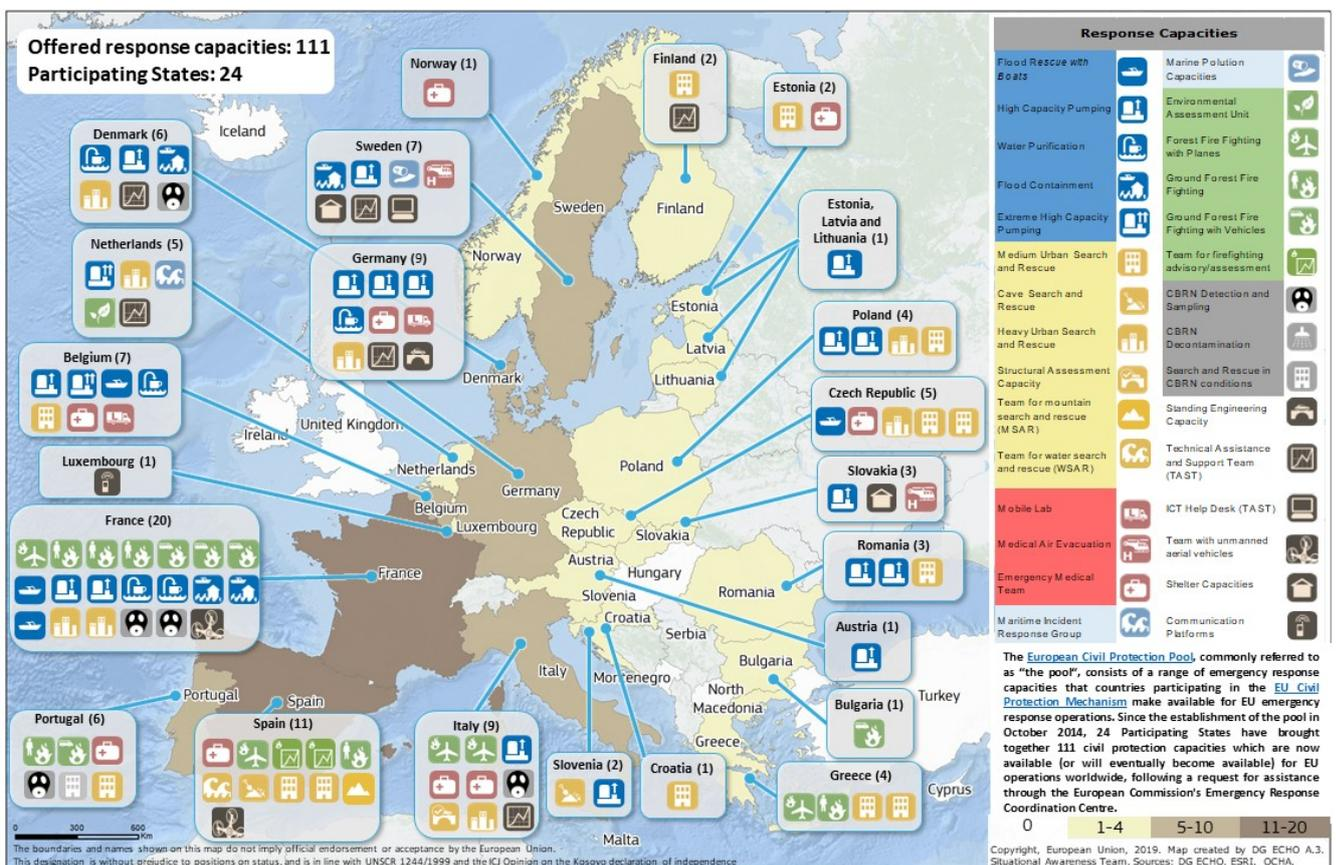 Offered response capacities: 111
Participating States: 24
Norway (1)
Finland (2)
Estonia (2)
Iceland
Denmark (6)
Sweden (7)
Sweden
Finland
Estonia,
Latvia and
Lithuania (1)
Netherlands (5)
Germany (9)
Norway
Estonia
Poland (4)
Latvia
Belgium (7)
Denmark
Lithuania
Czech Republic (5)
Ireland
United Kingdom
Luxembourg (1)
Netherlands
Poland
Slovakia (3)
Germany
Belgium
France (20)
Luxembourg
Czech
Republic
Slovakia
Romania (3)
France
Austria
Hungary
Slovenia
Romania
Croatia
Serbia
Austria (1)
Italy
Montenegro
Bulgaria
Portugal
Spain
North
Macedonia
Turkey
Portugal (6)
Spain (11)
Italy (9)
Bulgaria (1)
Greece
Slovenia (2)
Croatia (1)
Greece (4)
Cyprus
Malta
0 300 600
Km
The boundaries and names shown on this map do not imply official endorsement or acceptance by the European Union.
This designation is without prejudice to positions on status, and is in line with UNSCR 1244/1999 and the ICJ Opinion on the Kosovo declaration of independence
Response Capacities
Flood Rescue with
Boats
High Capacity Pumping
Water Purification
Flood Containment
Extreme High Capacity
Pumping
Medium Urban Search
and Rescue
Cave Search and
Rescue
Heavy Urban Search
and Rescue
Structural Assessment
Capacity
Team for mountain
search and rescue
(MSAR)
Team for water search
and rescue (WSAR)
Mobile Lab
Medical Air Evacuation
Emergency Medical
Team
Maritime Incident
Response Group
Marine Polution
Capacities
Environmental
Assessment Unit
Forest Fire Fighting
with Planes
Ground Forest Fire
Fighting
Ground Forest Fire
Fighting wih Vehicles
Team for firefighting
advisory/assessment
CBRN Detection and
Sampling
CBRN
Decontamination
Search and Rescue in
CBRN conditions
Standing Engineering
Capacity
Technical Assistance
and Support Team
(TAST)
ICT Help Desk (TAST)
Team with unmanned
aerial vehicles
Shelter Capacities
Communication
Platforms
The European Civil Protection Pool, commonly referred to
as "the pool", consists of a range of emergency response
capacities that countries participating in the EU Civil
Protection Mechanism make available for EU emergency
response operations. Since the establishment of the pool in
October 2014, 24 Participating States have brought
together 111 civil protection capacities which are now
available (or will eventually become available) for EU
operations worldwide, following a request for assistance
through the European Commission's Emergency Response
Coordination Centre.
0 1-4 5-10 11-20
Copyright, European Union, 2019. Map created by DG ECHO A.3.
Situational Awareness Team. Sources: DG ECHO, ESRI, OCHA.